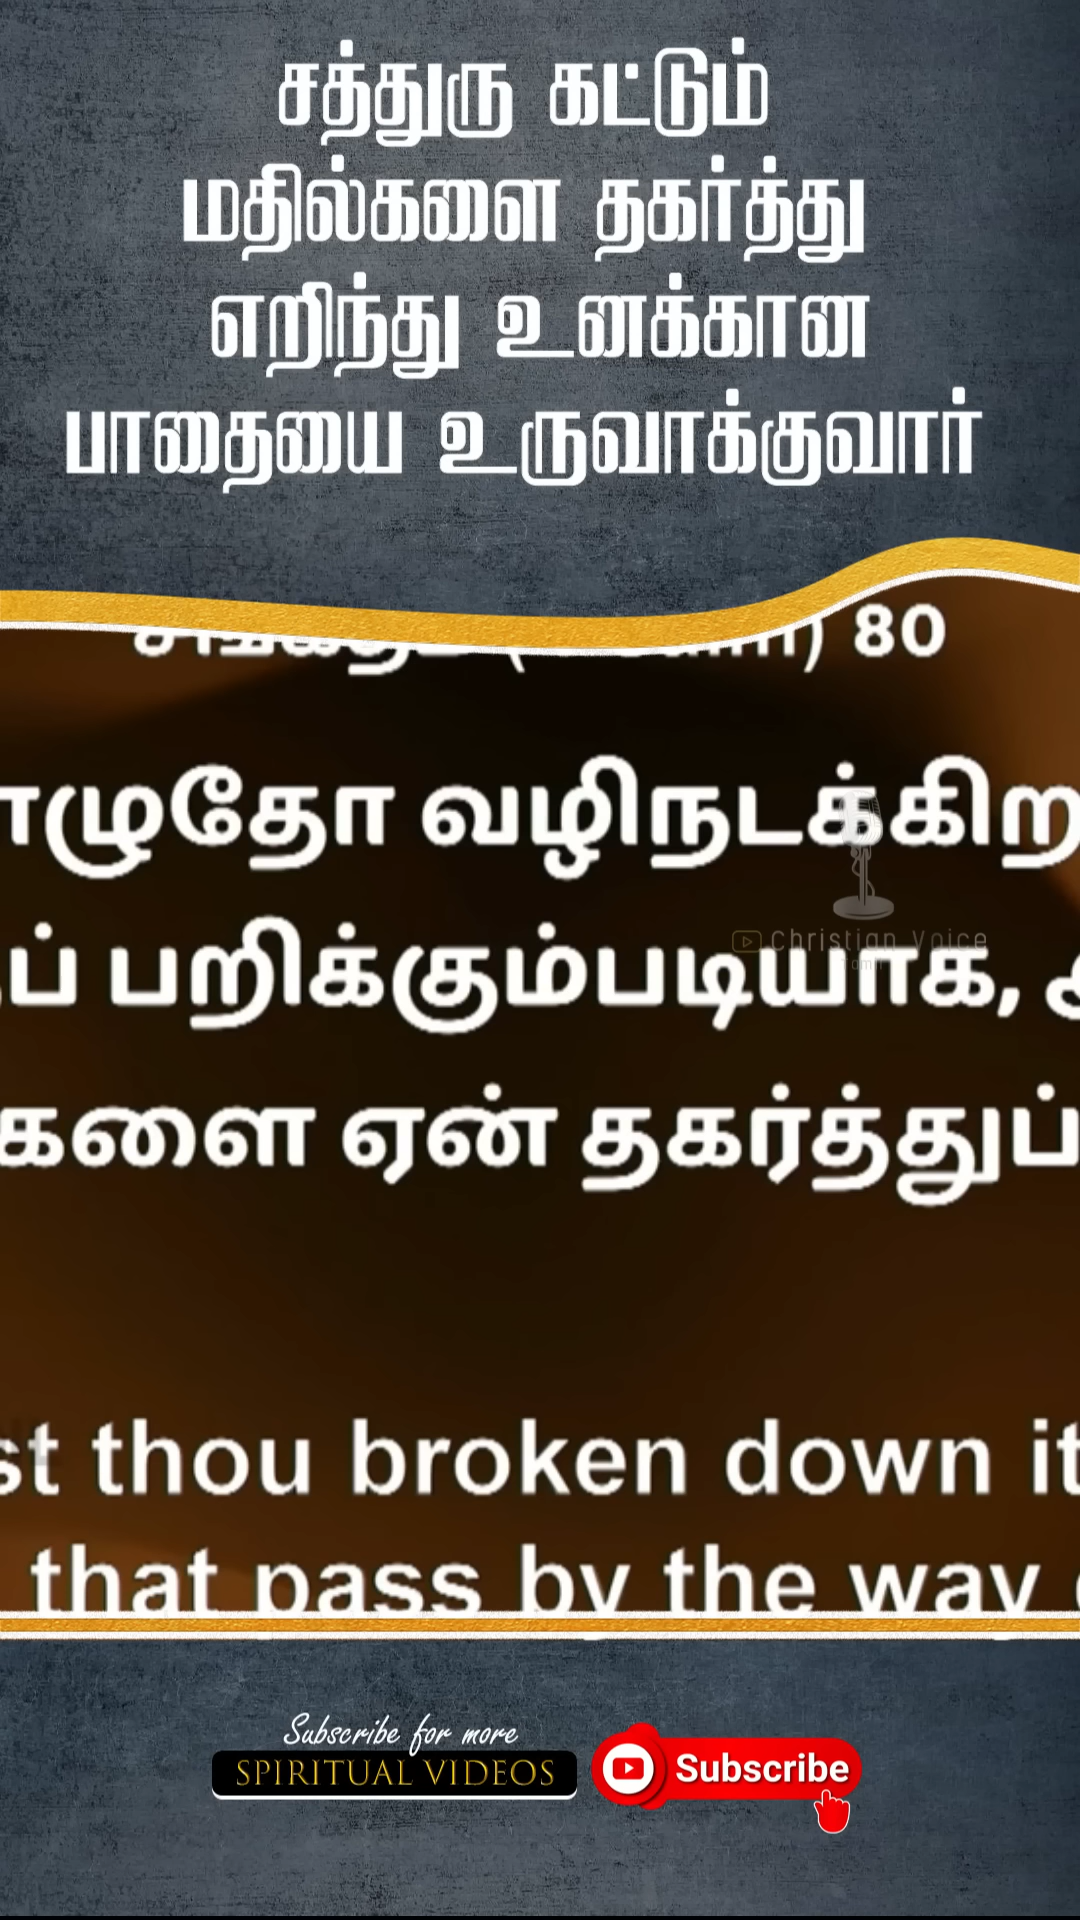 சத்துரு கட்டும்
மதில்களை தகர்த்து
எறிந்து உனக்கான
பாதையை உருவாக்குவார்
80
வழிநடக்கிற
பறிக்கும்படியாக,
களை ஏன் தகர்த்துப்
Christian Voice
Tamil
st thou broken down it
that pass by the way
Subscribe for more
SPIRITUAL VIDEOS
Subscribe